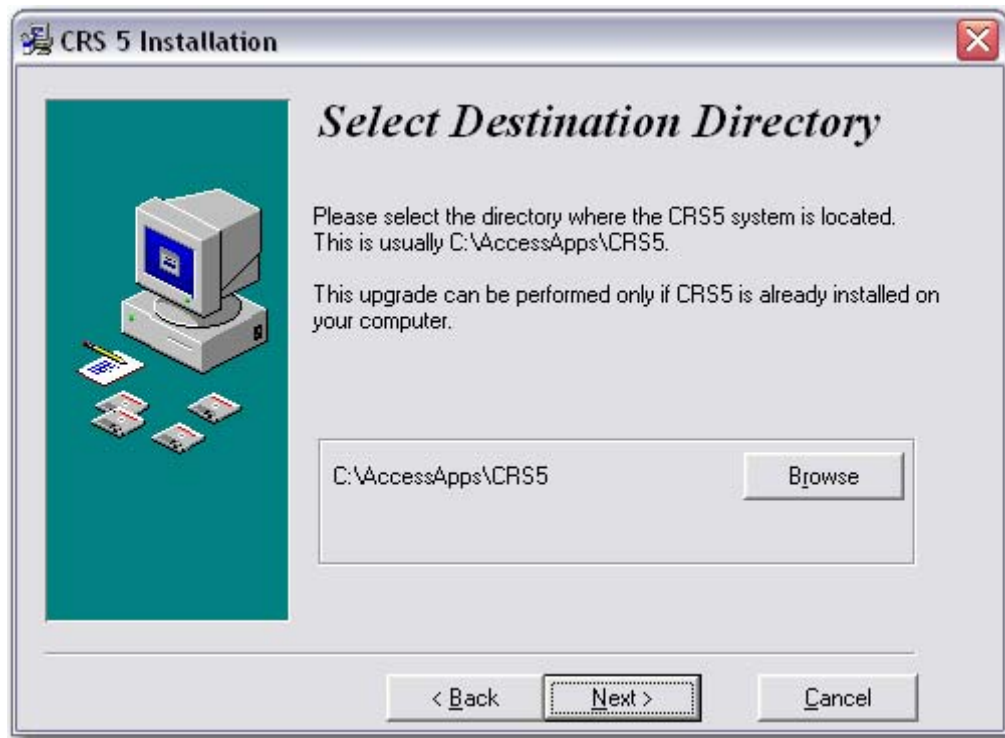 CRS 5 Installation
Select Destination Directory
Please select the directory where the CRS5 system is located.
This is usually C:\AccessApps\CRS5.
This upgrade can be performed only if CRS5 is already installed on
your computer.
C:\AccessApps\CRS5
Browse
< Back
Next >
Cancel